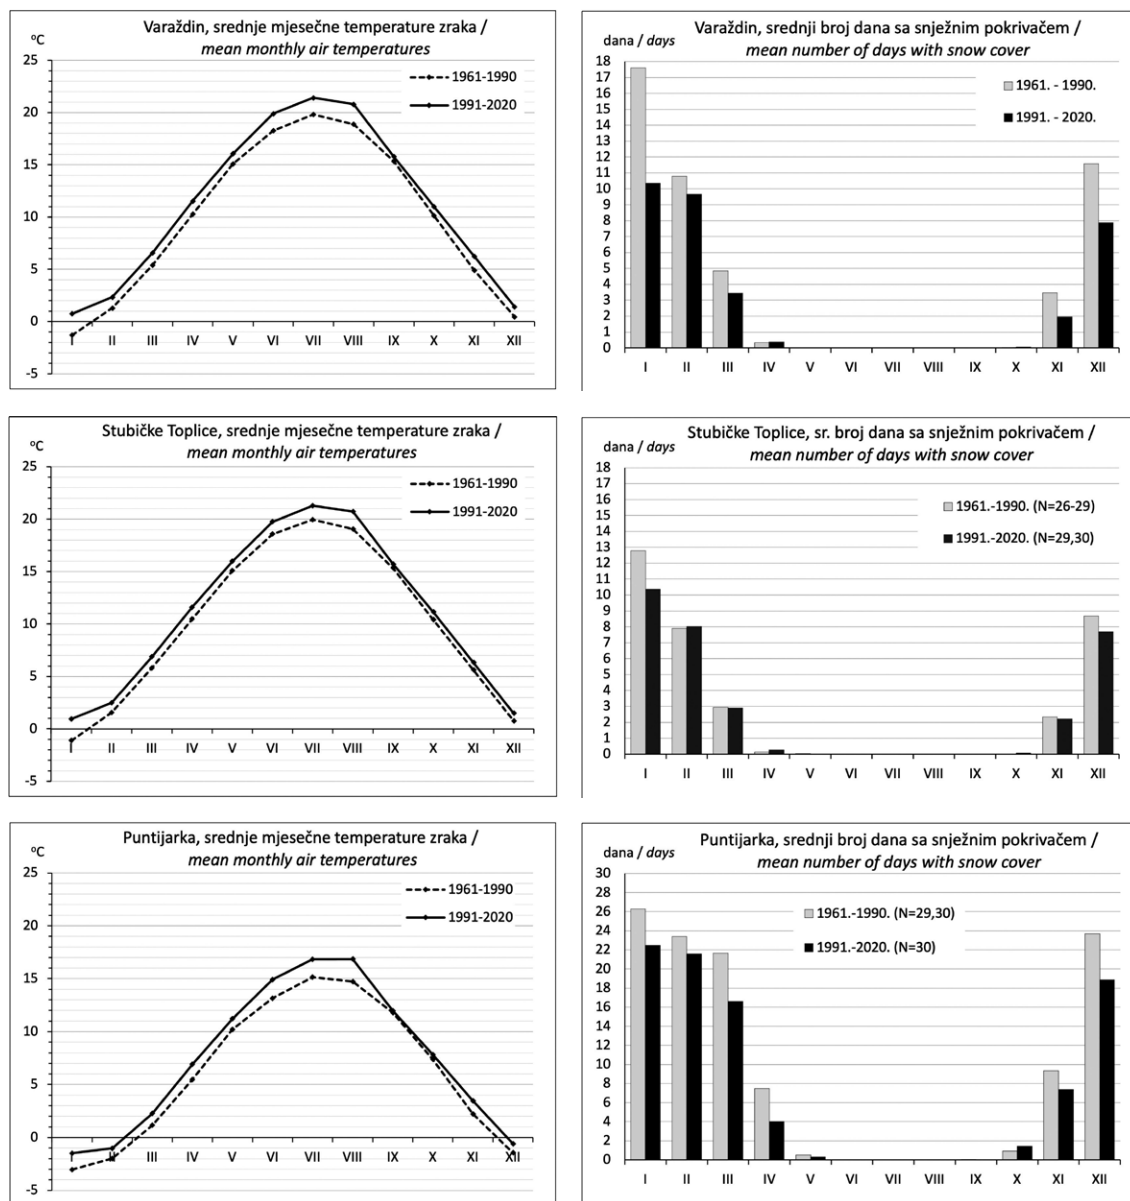 Varaždin, srednje mjesečne temperature zraka /
mean monthly air temperatures
°C
1961-1990
1991-2020
25
20
15
10
5
0
-5
I II III IV V VI VII VIII IX X XI XII
Varaždin, srednji broj dana sa snježnim pokrivačem /
mean number of days with snow cover
dana / days
1961. - 1990.
1991. - 2020.
18
17
16
15
14
13
12
11
10
9
8
7
6
5
4
3
2
1
0
I II III IV V VI VII VIII IX X XI XII
Stubičke Toplice, srednje mjesečne temperature zraka /
mean monthly air temperatures
°C
1961-1990
1991-2020
25
20
15
10
5
0
-5
I II III IV V VI VII VIII IX X XI XII
Stubičke Toplice, sr. broj dana sa snježnim pokrivačem /
mean number of days with snow cover
dana / days
1961.-1990. (N=26-29)
1991.-2020. (N=29,30)
18
17
16
15
14
13
12
11
10
9
8
7
6
5
4
3
2
1
0
I II III IV V VI VII VIII IX X XI XII
Puntijarka, srednje mjesečne temperature zraka /
mean monthly air temperatures
°C
1961-1990
1991-2020
25
20
15
10
5
0
-5
I II III IV V VI VII VIII IX X XI XII
Puntijarka, srednji broj dana sa snježnim pokrivačem /
mean number of days with snow cover
dana / days
1961.-1990. (N=29,30)
1991.-2020. (N=30)
30
28
26
24
22
20
18
16
14
12
10
8
6
4
2
0
I II III IV V VI VII VIII IX X XI XII